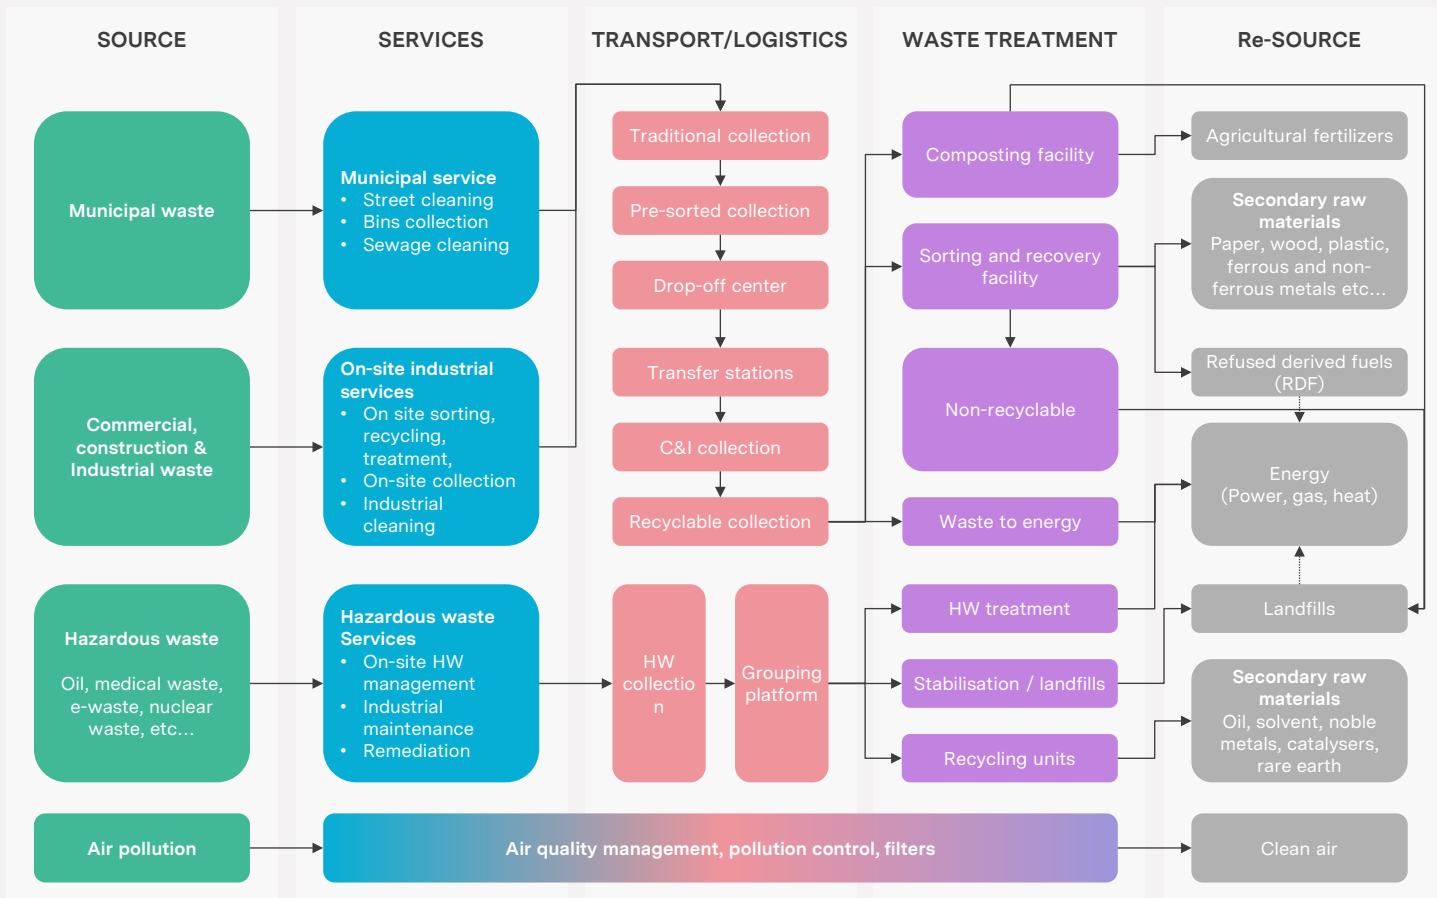 SOURCE
SERVICES
TRANSPORT/LOGISTICS
WASTE TREATMENT
Re-SOURCE
Municipal waste
Commercial,
construction &
Industrial waste
Hazardous waste
Oil, medical waste,
e-waste, nuclear
waste, etc...
Air pollution
Municipal service
• Street cleaning
• Bins collection
• Sewage cleaning
On-site industrial
services
• On site sorting,
recycling,
treatment,
• On-site collection
• Industrial
cleaning
Hazardous waste
Services
• On-site HW
management
• Industrial
maintenance
• Remediation
Traditional collection
Pre-sorted collection
Drop-off center
Transfer stations
C&I collection
Recyclable collection
HW
collectio
n
Grouping
platform
Composting facility
Sorting and recovery
facility
Non-recyclable
Waste to energy
HW treatment
Stabilisation / landfills
Recycling units
Air quality management, pollution control, filters
Agricultural fertilizers
Secondary raw
materials
Paper, wood, plastic,
ferrous and non-
ferrous metals etc...
Refused derived fuels
(RDF)
Energy
(Power, gas, heat)
Landfills
Secondary raw
materials
Oil, solvent, noble
metals, catalysers,
rare earth
Clean air